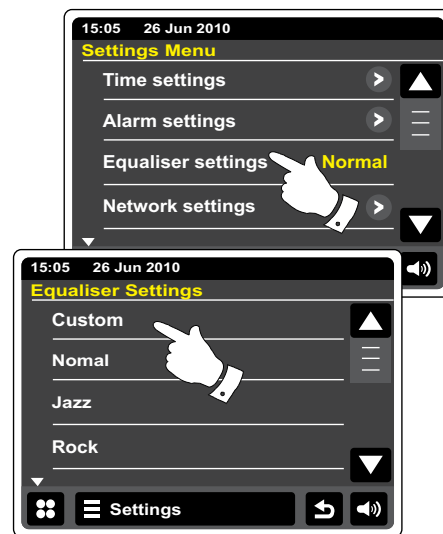 15:05 26 Jun 2010
Settings Menu
Time settings
Alarm settings
Equaliser settings Normal
Network settings
15:05 26 Jun 2010
Equaliser Settings
Custom
Nomal
Jazz
Rock
Settings